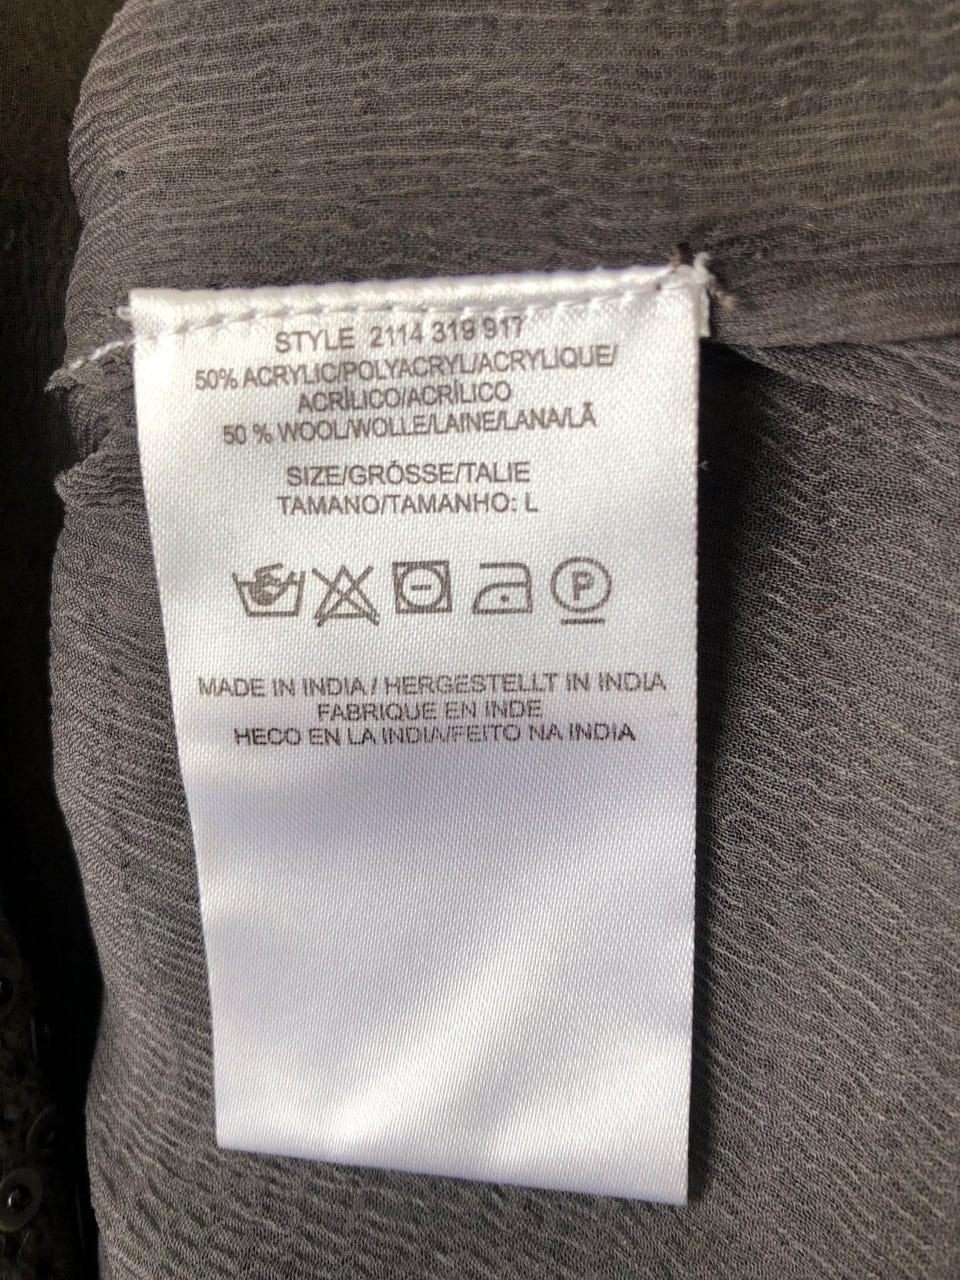 STYLE 2114 319 917
50% ACRYLIC/POLYACRYL/ACRYLIQUE/
ACRÍLICO/ACRÍLICO
50 % WOOL/WOLLE/LAINE/LANA/LÃ
SIZE/GRÖSSE/TALIE
TAMANO/TAMANHO: L
P
MADE IN INDIA / HERGESTELLT IN INDIA
FABRIQUE EN INDE
HECO EN LA INDIA/FEITO NA INDIA